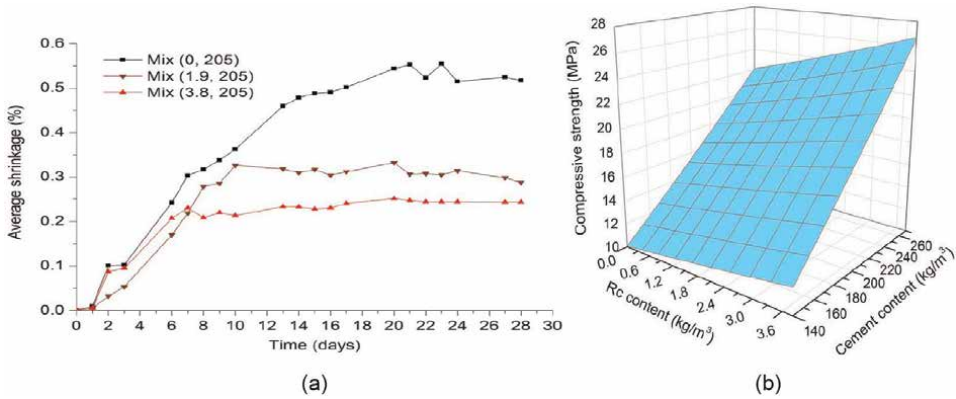 0.6
0.5
0.4
0.3
0.2
0.1
0.0
Average shrinkage (%)
Mix (0, 205)
Mix (1.9, 205)
Mix (3.8, 205)
0 2 4 6 8 10 12 14 16 18 20 22 24 26 28 30
Time (days)
(a)
28
26
24
22
20
18
16
14
12
10
Compressive strength (MPa)
0.0 0.6 1.2 1.8 2.4 3.0 3.6
Rc content (kg/m³)
140 160 180 200 220 240 260
Cement content (kg/m³)
(b)